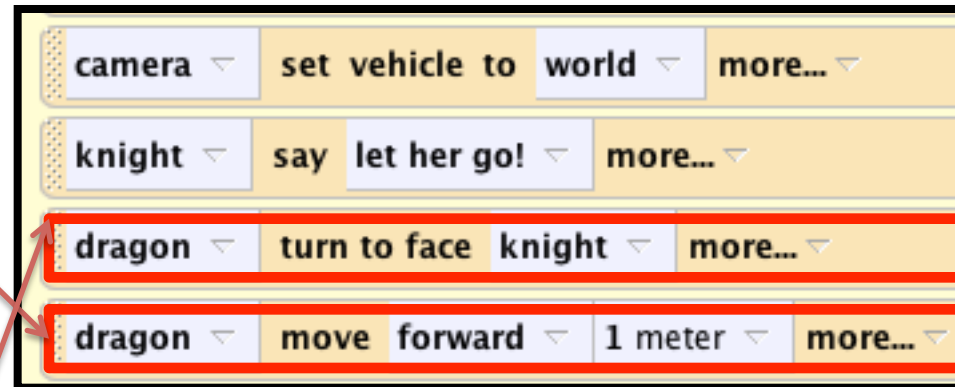 camera set vehicle to world more...
knight say let her go! more...
dragon turn to face knight more...
dragon move forward 1 meter more...